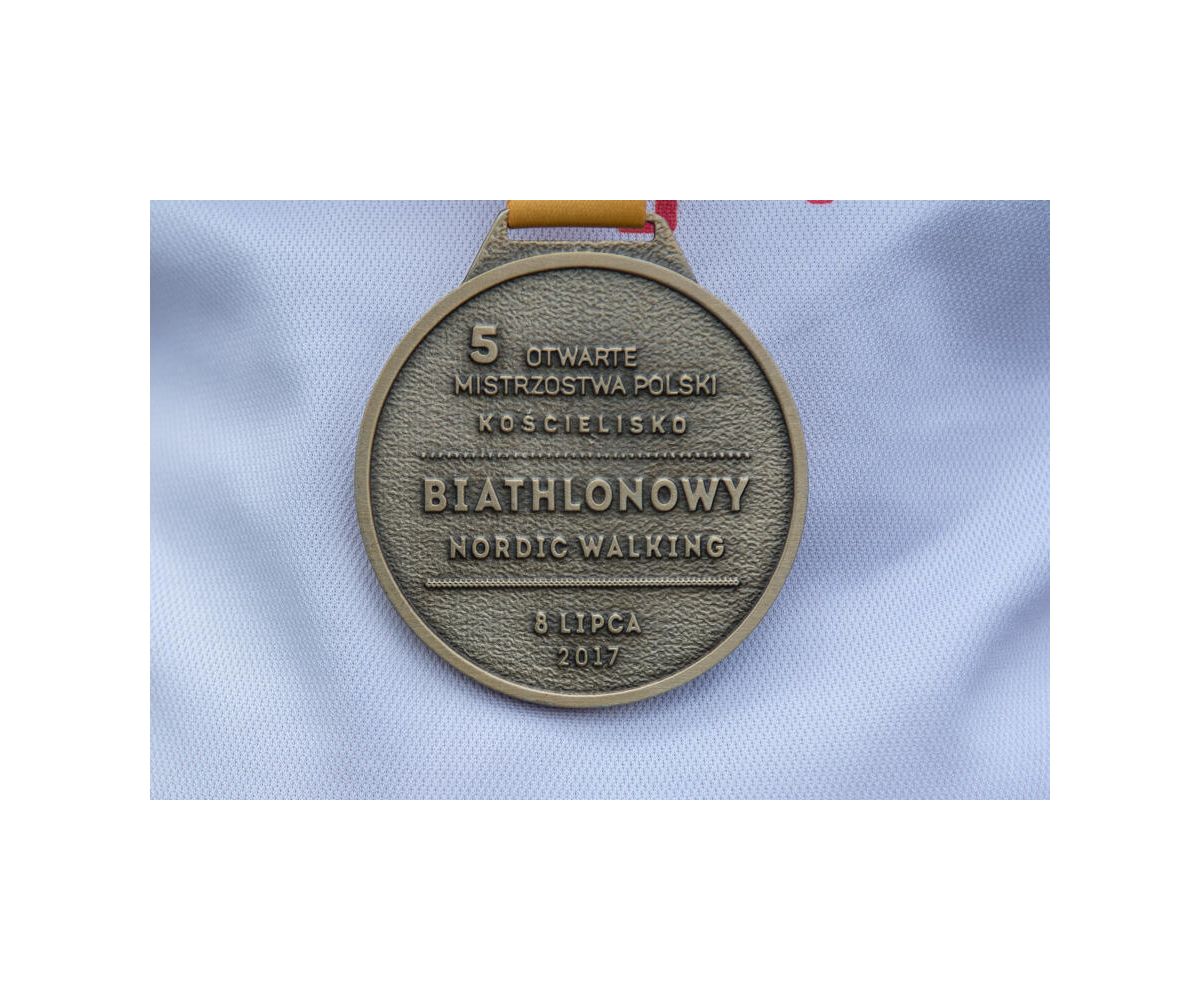 5 OTWARTE
MISTRZOSTWA POLSKI
KOŚCIELISKO
BIATHLONOWY
NORDIC WALKING
8 LIPCA
2017